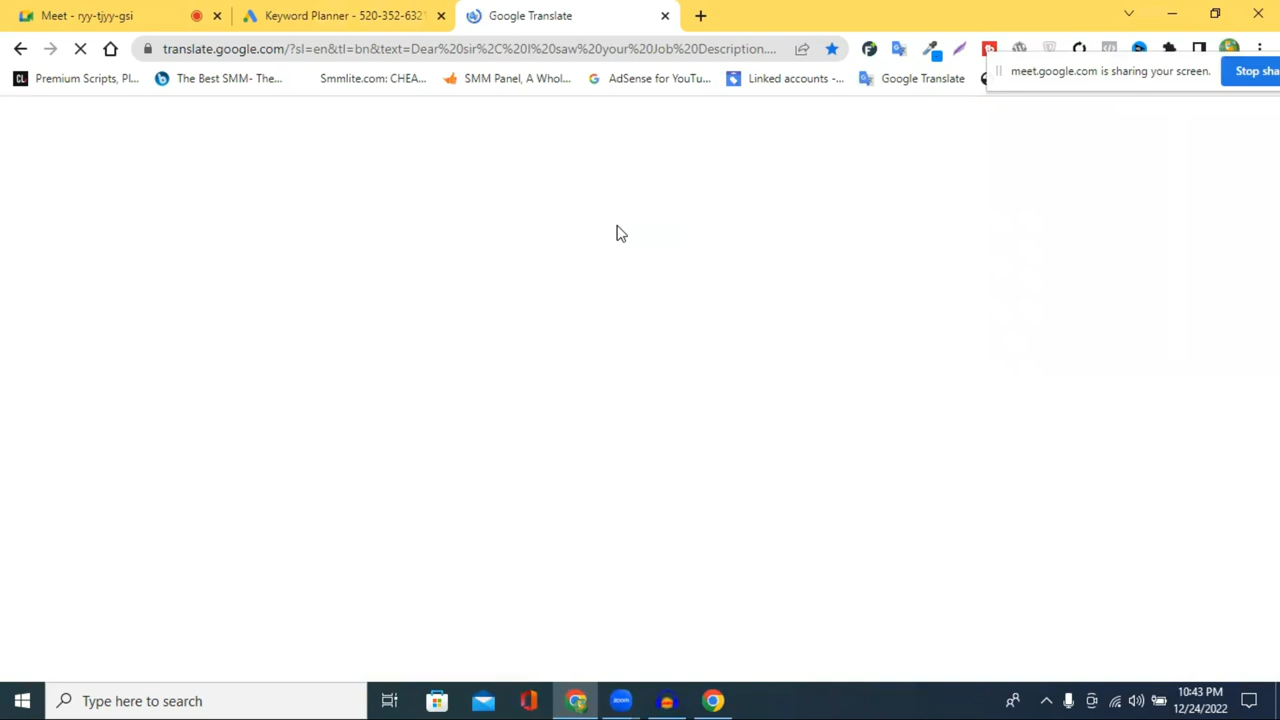 Meet - ryy-tjyy-gsi
Keyword Planner - 520-352-632
Google Translate
translate.google.com/?sl=en&tl=bn&text=Dear%20sir%2C%20I%20saw%20your%20Job%20Description....
Premium Scripts, Pl...
The Best SMM- The...
Smmlite.com: CHEA...
SMM Panel, A Whol...
AdSense for YouTu...
Linked accounts -...
Google Translate
meet.google.com is sharing your screen.
Stop sha
Type here to search
zoom
10:43 PM
12/24/2022